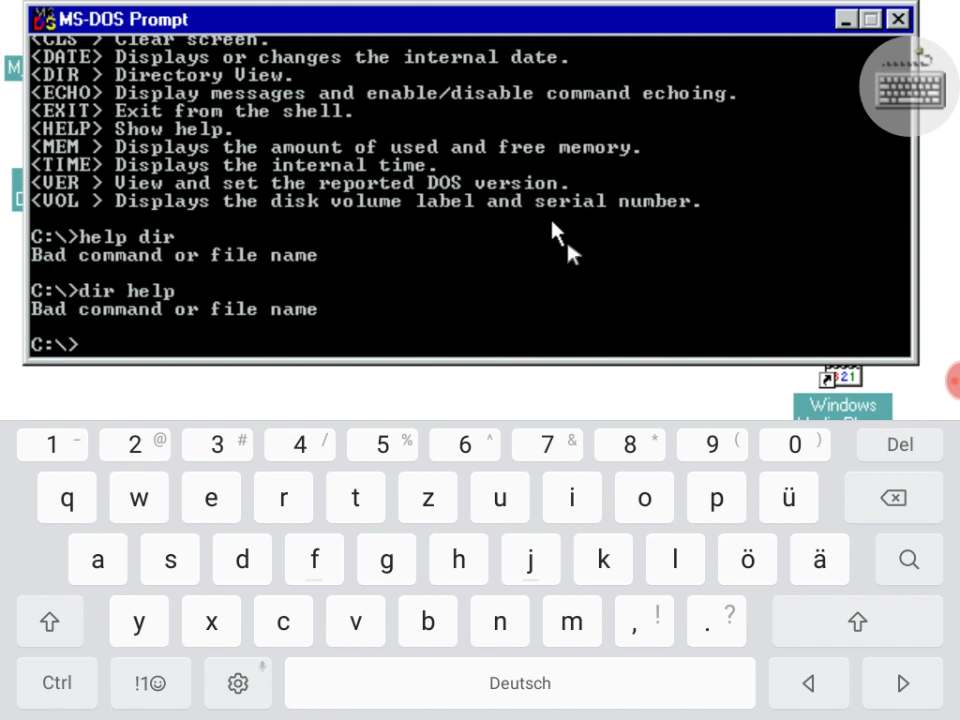 MS-DOS Prompt
<CLS > Clear screen.
<DATE> Displays or changes the internal date.
<DIR > Directory View.
<ECHO> Display messages and enable/disable command echoing.
<EXIT> Exit from the shell.
<HELP> Show help.
<MEM > Displays the amount of used and free memory.
<TIME> Displays the internal time.
<VER > View and set the reported DOS version.
<VOL > Displays the disk volume label and serial number.
C:\>help dir
Bad command or file name
C:\>dir help
Bad command or file name
C:\>
M
D
321
Windows
1 - 2 @ 3 # 4 / 5 % 6 ^ 7 & 8 * 9 ( 0 ) Del
q w e r t z u i o p ü
a s d f g h j k l ö ä
y x c v b n m , ! . ?
Ctrl !1☺ Deutsch